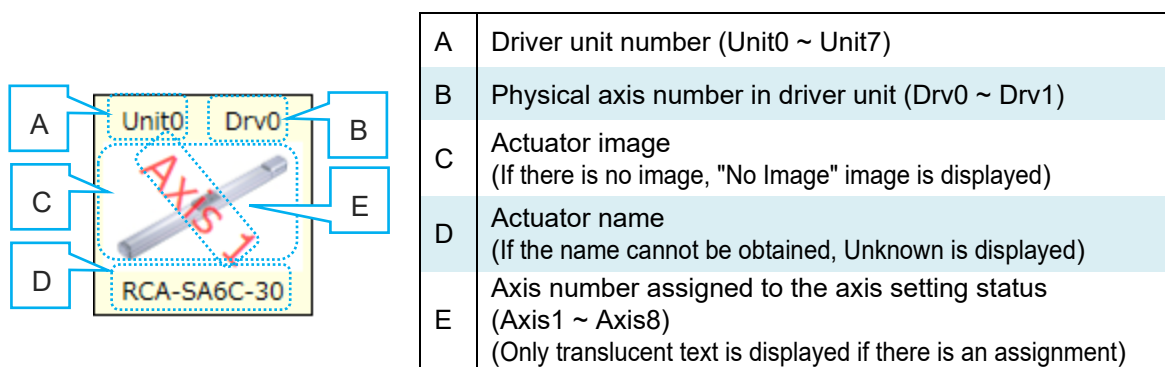 A
B
C
D
E
Unit0 Drv0
Axis 1
RCA-SA6C-30
A Driver unit number (Unit0 ~ Unit7)
B Physical axis number in driver unit (Drv0 ~ Drv1)
C Actuator image
(If there is no image, "No Image" image is displayed)
D Actuator name
(If the name cannot be obtained, Unknown is displayed)
E Axis number assigned to the axis setting status
(Axis1 ~ Axis8)
(Only translucent text is displayed if there is an assignment)